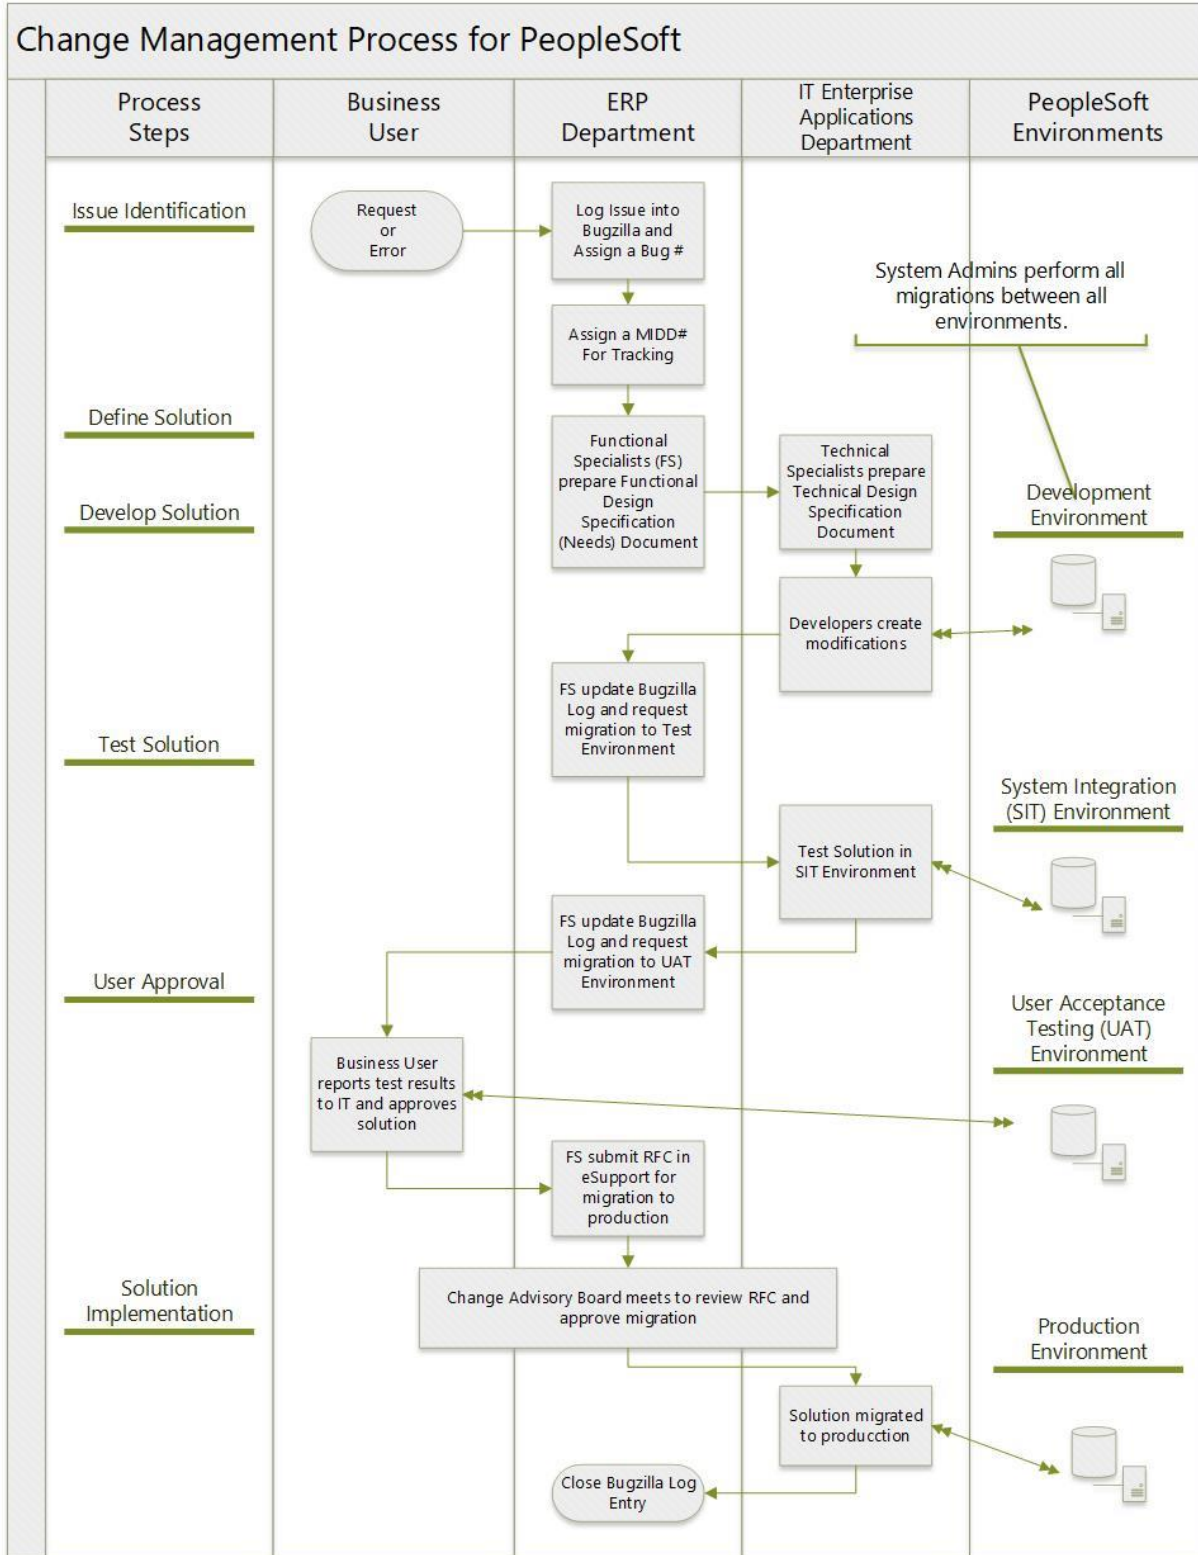 Change Management Process for PeopleSoft
Process
Steps
Business
User
ERP
Department
IT Enterprise
Applications
Department
PeopleSoft
Environments
Issue Identification
Request
or
Error
Log Issue into
Bugzilla and
Assign a Bug #
System Admins perform all
migrations between all
environments.
Assign a MIDD#
For Tracking
Define Solution
Functional
Specialists (FS)
prepare Functional
Design
Specification
(Needs) Document
Technical
Specialists prepare
Technical Design
Specification
Document
Develop Solution
Development
Environment
Developers create
modifications
FS update Bugzilla
Log and request
migration to Test
Environment
Test Solution
System Integration
(SIT) Environment
Test Solution in
SIT Environment
FS update Bugzilla
Log and request
migration to UAT
Environment
User Approval
User Acceptance
Testing (UAT)
Environment
Business User
reports test results
to IT and approves
solution
FS submit RFC in
eSupport for
migration to
production
Solution
Implementation
Change Advisory Board meets to review RFC and
approve migration
Production
Environment
Solution migrated
to producction
Close Bugzilla Log
Entry